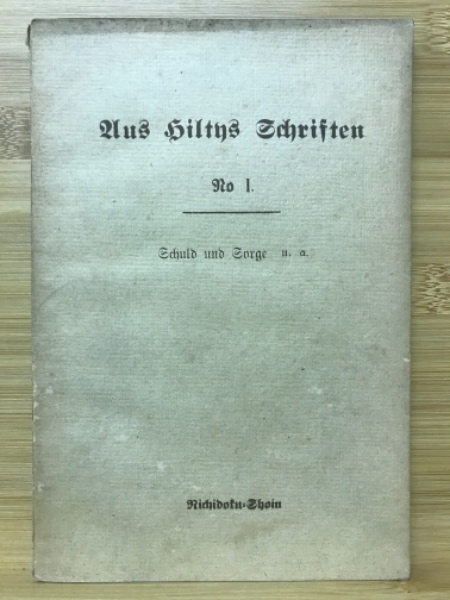 Aus Hiltys Schriften
No I.
Schuld und Sorge u. a.
Nichidoku-Shoin